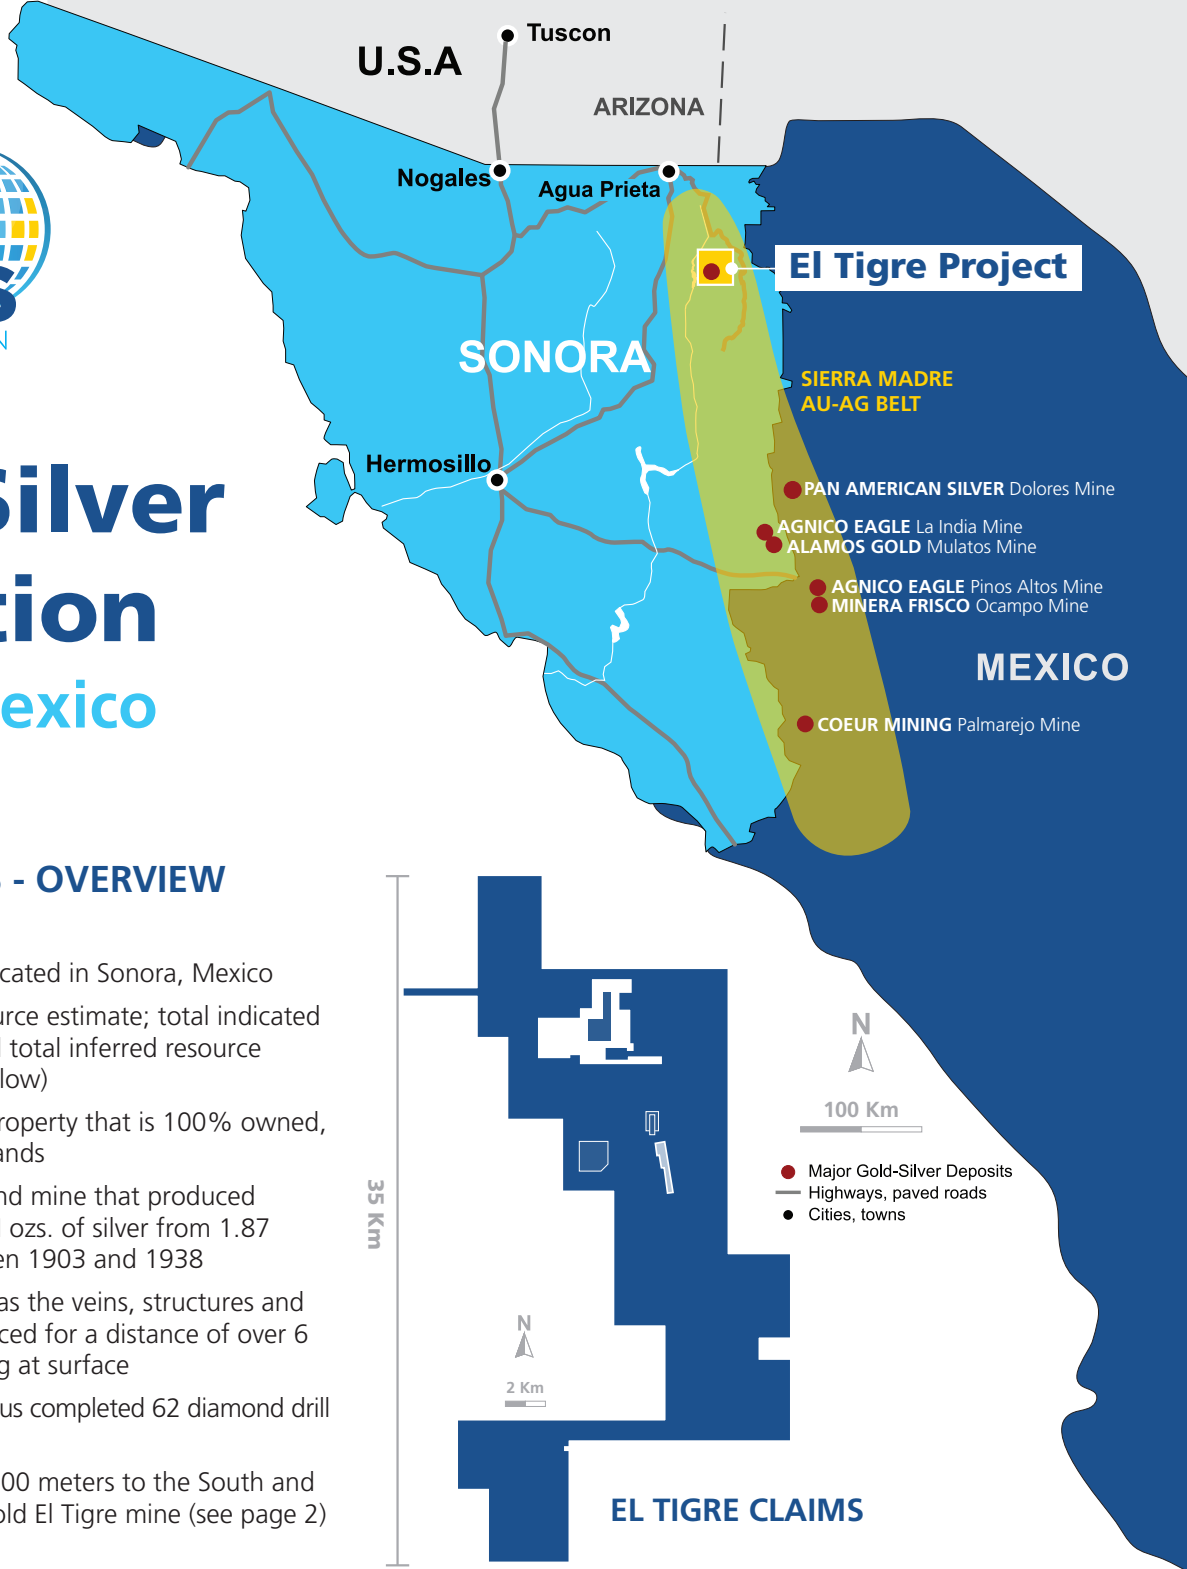 Tuscon
U.S.A
ARIZONA
Nogales
Agua Prieta
El Tigre Project
SONORA
SIERRA MADRE
AU-AG BELT
Hermosillo
PAN AMERICAN SILVER Dolores Mine
AGNICO EAGLE La India Mine
ALAMOS GOLD Mulatos Mine
AGNICO EAGLE Pinos Altos Mine
MINERA FRISCO Ocampo Mine
MEXICO
COEUR MINING Palmarejo Mine
Silver
tion
exico
- OVERVIEW
cated in Sonora, Mexico
urce estimate; total indicated
total inferred resource
low)
roperty that is 100% owned,
ands
nd mine that produced
ozs. of silver from 1.87
en 1903 and 1938
as the veins, structures and
ced for a distance of over 6
g at surface
us completed 62 diamond drill
00 meters to the South and
old El Tigre mine (see page 2)
35 Km
N
2 Km
EL TIGRE CLAIMS
N
100 Km
Major Gold-Silver Deposits
Highways, paved roads
Cities, towns